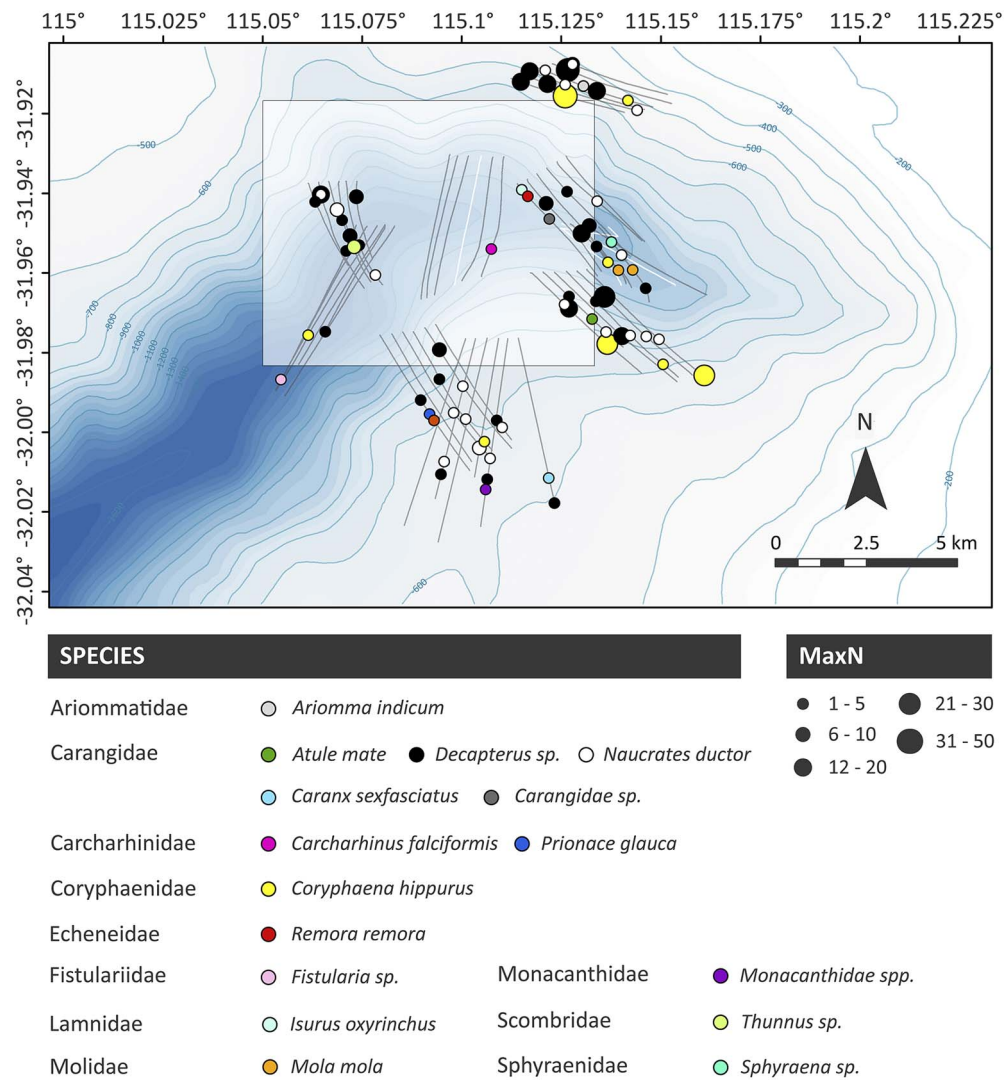 115° 115.025° 115.05° 115.075° 115.1° 115.125° 115.15° 115.175° 115.2° 115.225°
-31.92°
-31.94°
-31.96°
-31.98°
-32.00°
-32.02°
-32.04°
-500
-600
-300
-400
-500
-600
-200
-700
-800
-900
-1000
-1100
-1200
-1300
-200
-600
N
0 2.5 5 km
SPECIES
MaxN
Ariommatidae Ariomma indicum
Carangidae Atule mate Decapterus sp. Naucrates ductor
Caranx sexfasciatus Carangidae sp.
Carcharhinidae Carcharhinus falciformis Prionace glauca
Coryphaenidae Coryphaena hippurus
Echeneidae Remora remora
Fistulariidae Fistularia sp. Monacanthidae Monacanthidae spp.
Lamnidae Isurus oxyrinchus Scombridae Thunnus sp.
Molidae Mola mola Sphyraenidae Sphyraena sp.
1 - 5 21 - 30
6 - 10 31 - 50
12 - 20